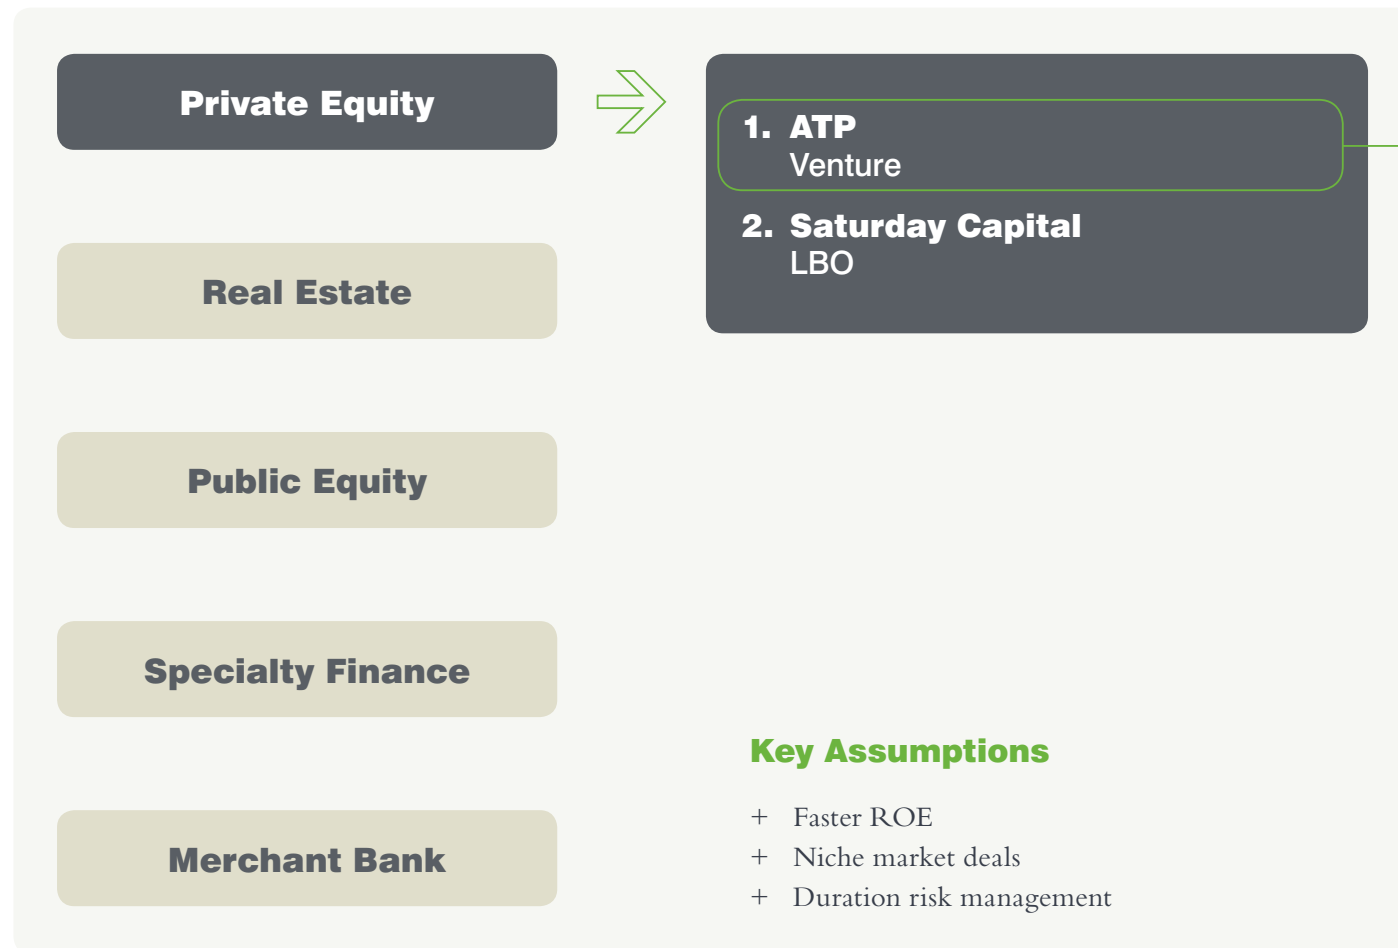 Private Equity
1. ATP
Venture
2. Saturday Capital
LBO
Real Estate
Public Equity
Specialty Finance
Merchant Bank
Key Assumptions
+ Faster ROE
+ Niche market deals
+ Duration risk management